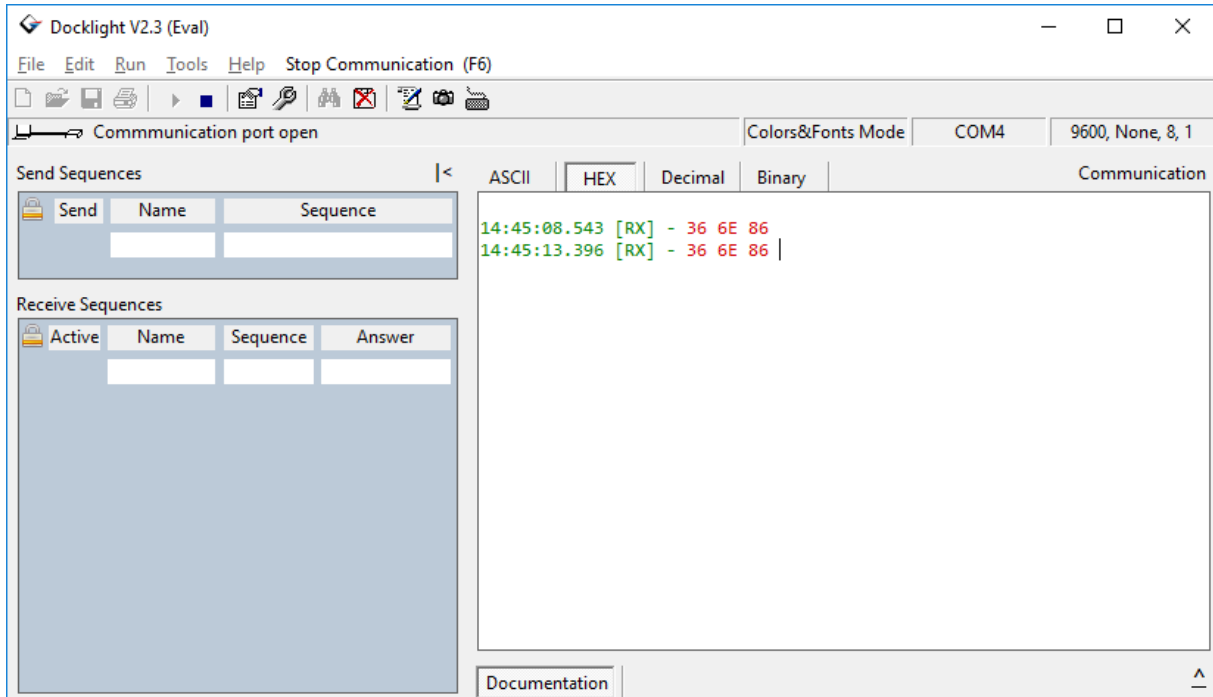 Docklight V2.3 (Eval)
File Edit Run Tools Help Stop Communication (F6)
Commmunication port open Colors&Fonts Mode COM4 9600, None, 8, 1
Send Sequences |<
Send Name Sequence
Receive Sequences
Active Name Sequence Answer
ASCII HEX Decimal Binary Communication
14:45:08.543 [RX] - 36 6E 86
14:45:13.396 [RX] - 36 6E 86
Documentation